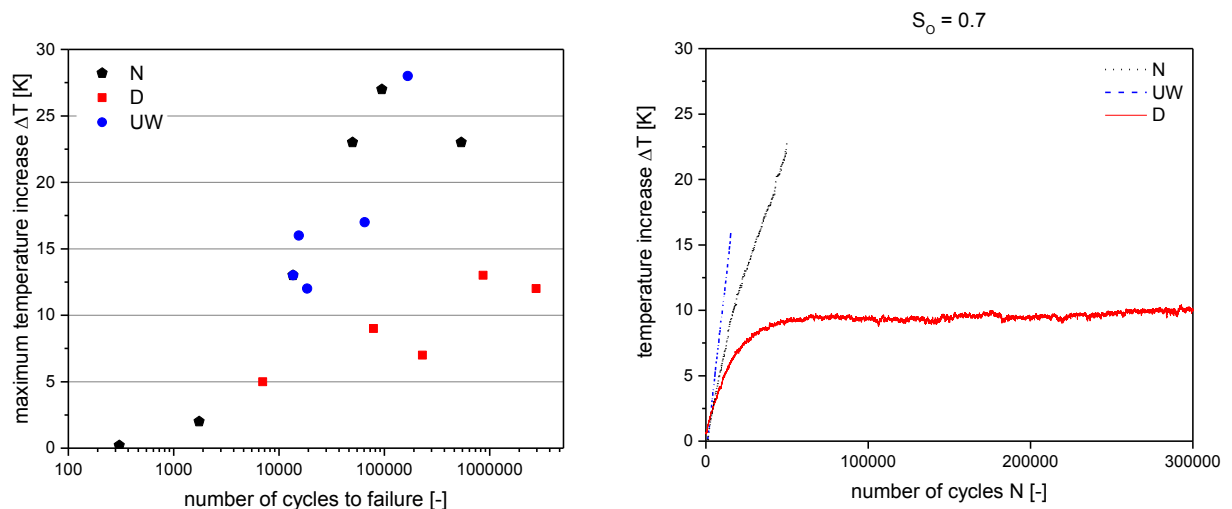 maximum temperature increase ΔT [K]
30
25
20
15
10
5
0
N
D
UW
100
1000
10000
100000
1000000
number of cycles to failure [-]
S_O = 0.7
temperature increase ΔT [K]
30
25
20
15
10
5
0
N
UW
D
0
100000
200000
300000
number of cycles N [-]